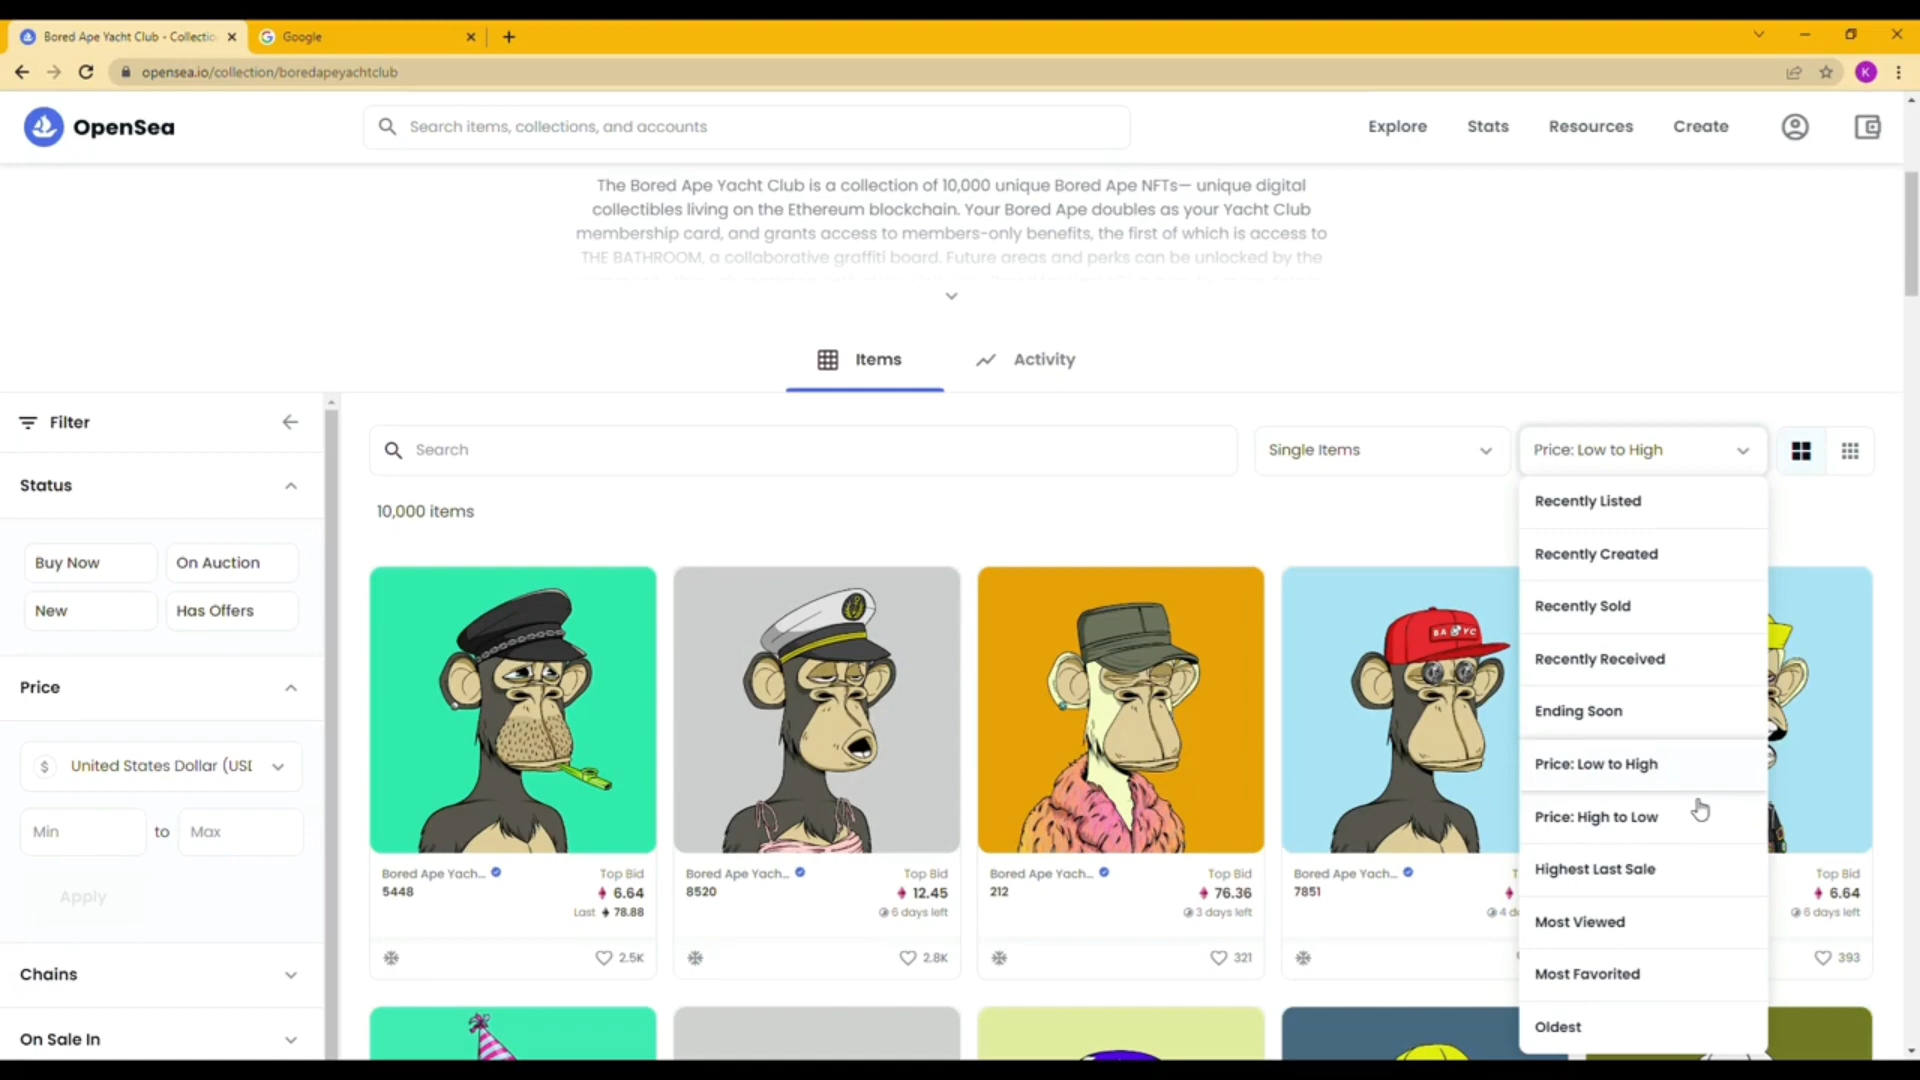 Bored Ape Yacht Club - Collectio
Google
opensea.io/collection/boredapeyachtclub
K
OpenSea
Search items, collections, and accounts
Explore
Stats
Resources
Create
The Bored Ape Yacht Club is a collection of 10,000 unique Bored Ape NFTs— unique digital
collectibles living on the Ethereum blockchain. Your Bored Ape doubles as your Yacht Club
membership card, and grants access to members-only benefits, the first of which is access to
THE BATHROOM, a collaborative graffiti board. Future areas and perks can be unlocked by the
Items
Activity
Filter
Status
Buy Now
On Auction
New
Has Offers
Price
$ United States Dollar (USD
Min to Max
Apply
Chains
On Sale In
Search
Single Items
Price: Low to High
10,000 items
Recently Listed
Recently Created
Recently Sold
Recently Received
Ending Soon
Price: Low to High
Price: High to Low
Highest Last Sale
Most Viewed
Most Favorited
Oldest
BAYC
Bored Ape Yach...
5448
Top Bid
6.64
Last 78.88
2.5K
Bored Ape Yach...
8520
Top Bid
12.45
6 days left
2.8K
Bored Ape Yach...
212
Top Bid
76.36
3 days left
321
Bored Ape Yach...
7851
4 d
Top Bid
6.64
6 days left
393